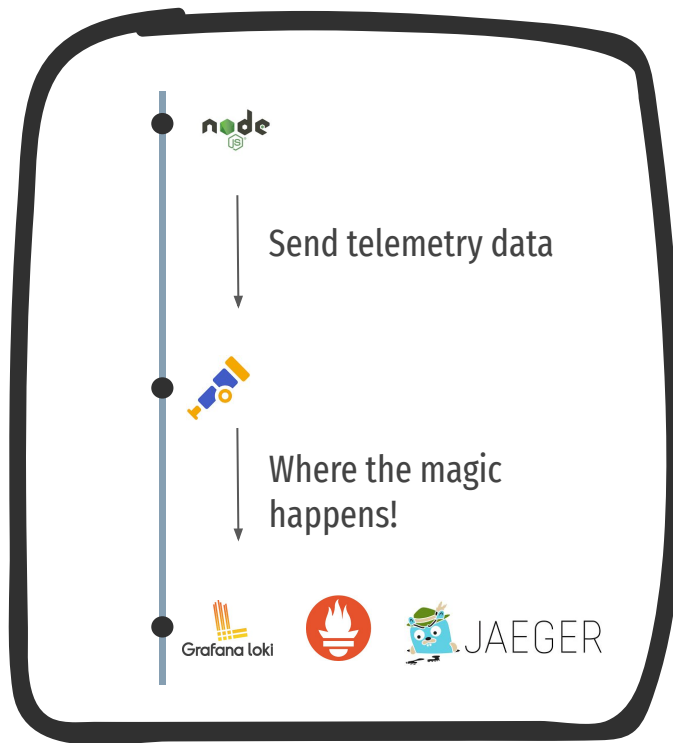 node
JS
Send telemetry data
Where the magic
happens!
Grafana loki
JAEGER